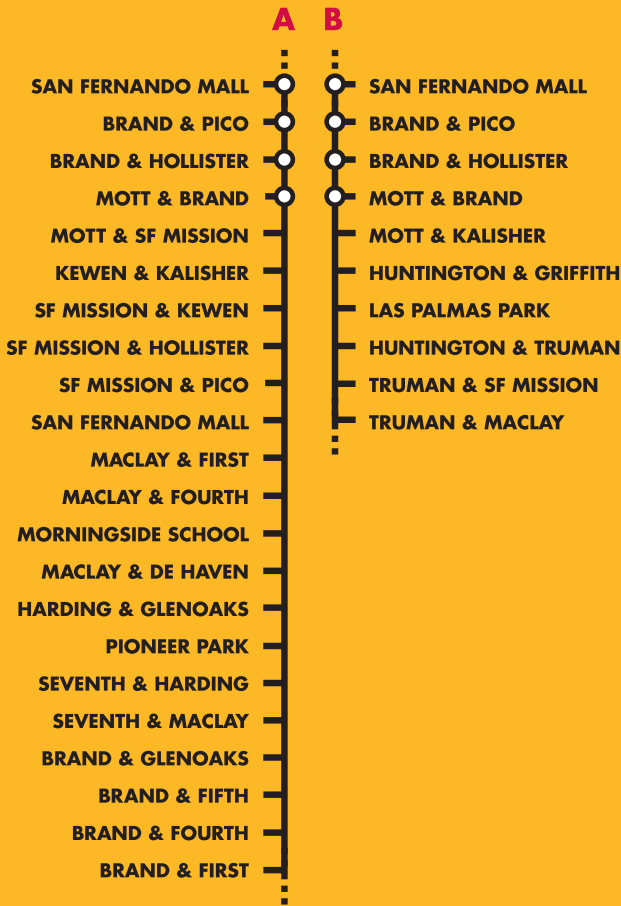 A B
SAN FERNANDO MALL SAN FERNANDO MALL
BRAND & PICO BRAND & PICO
BRAND & HOLLISTER BRAND & HOLLISTER
MOTT & BRAND MOTT & BRAND
MOTT & SF MISSION MOTT & KALISHER
KEWEN & KALISHER HUNTINGTON & GRIFFITH
SF MISSION & KEWEN LAS PALMAS PARK
SF MISSION & HOLLISTER HUNTINGTON & TRUMAN
SF MISSION & PICO TRUMAN & SF MISSION
SAN FERNANDO MALL TRUMAN & MACLAY
MACLAY & FIRST
MACLAY & FOURTH
MORNINGSIDE SCHOOL
MACLAY & DE HAVEN
HARDING & GLENOAKS
PIONEER PARK
SEVENTH & HARDING
SEVENTH & MACLAY
BRAND & GLENOAKS
BRAND & FIFTH
BRAND & FOURTH
BRAND & FIRST